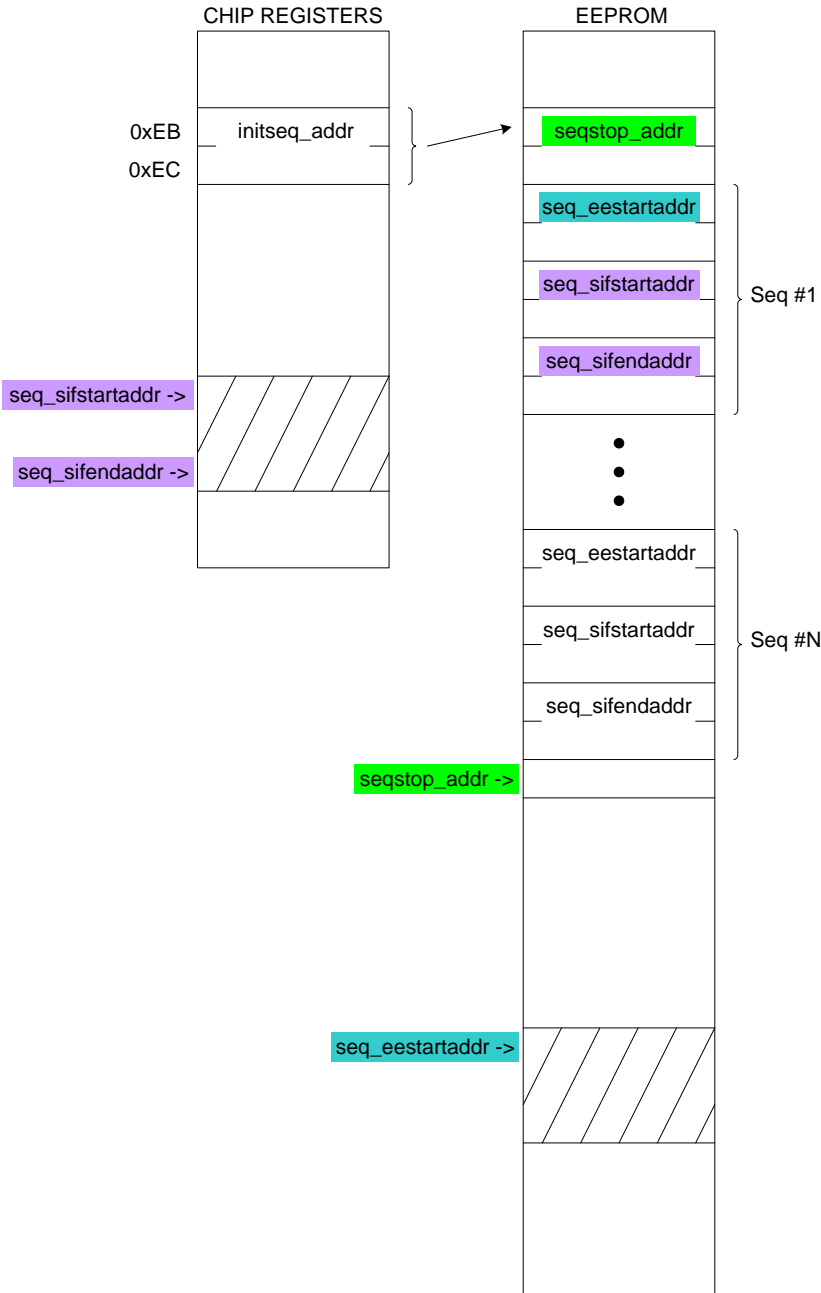 CHIP REGISTERS
EEPROM
0xEB
initseq_addr
seqstop_addr
0xEC
seq_eestartaddr
seq_sifstartaddr
Seq #1
seq_sifendaddr
seq_sifstartaddr ->
seq_sifendaddr ->
seq_eestartaddr
seq_sifstartaddr
Seq #N
seq_sifendaddr
seqstop_addr ->
seq_eestartaddr ->